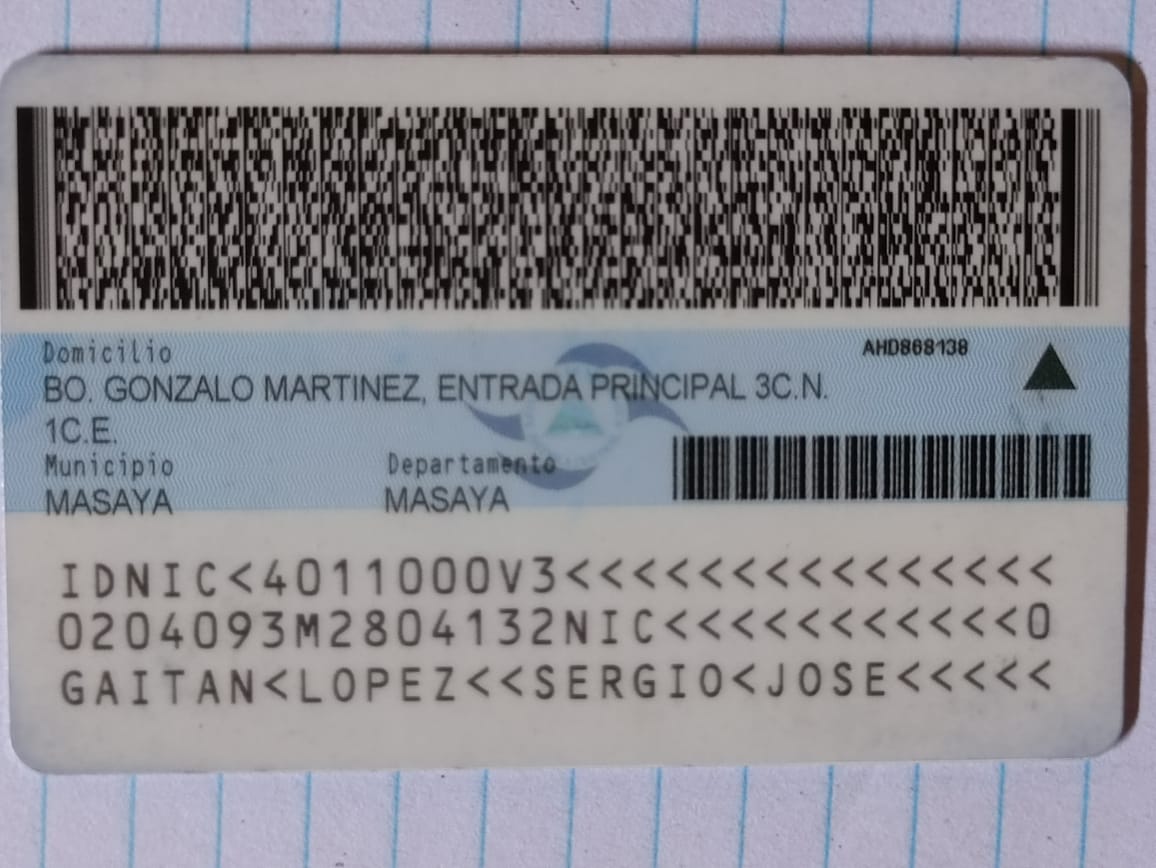 Domicilio
AHD868138
BO. GONZALO MARTINEZ, ENTRADA PRINCIPAL 3C.N.
1C.E.
Municipio
Departamento
MASAYA
MASAYA
IDNIC<4011000V3<<<<<<<<<<<<<<<
0204093M2804132NIC<<<<<<<<<<<0
GAITAN<LOPEZ<<SERGIO<JOSE<<<<<